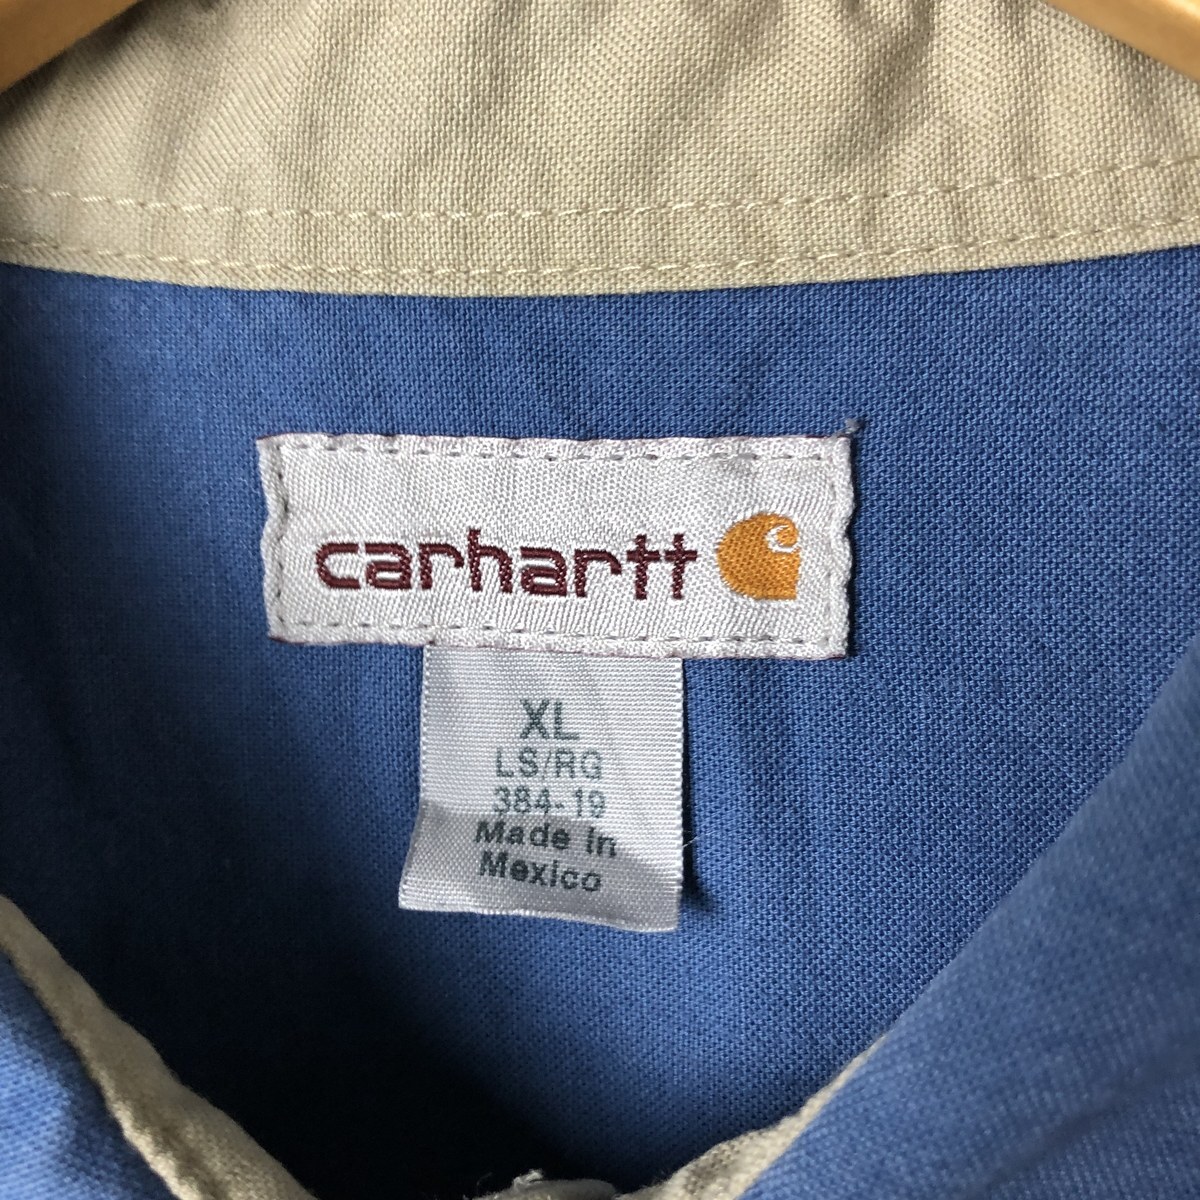 carhartt
XL
LS/RG
384-19
Made in
Mexico